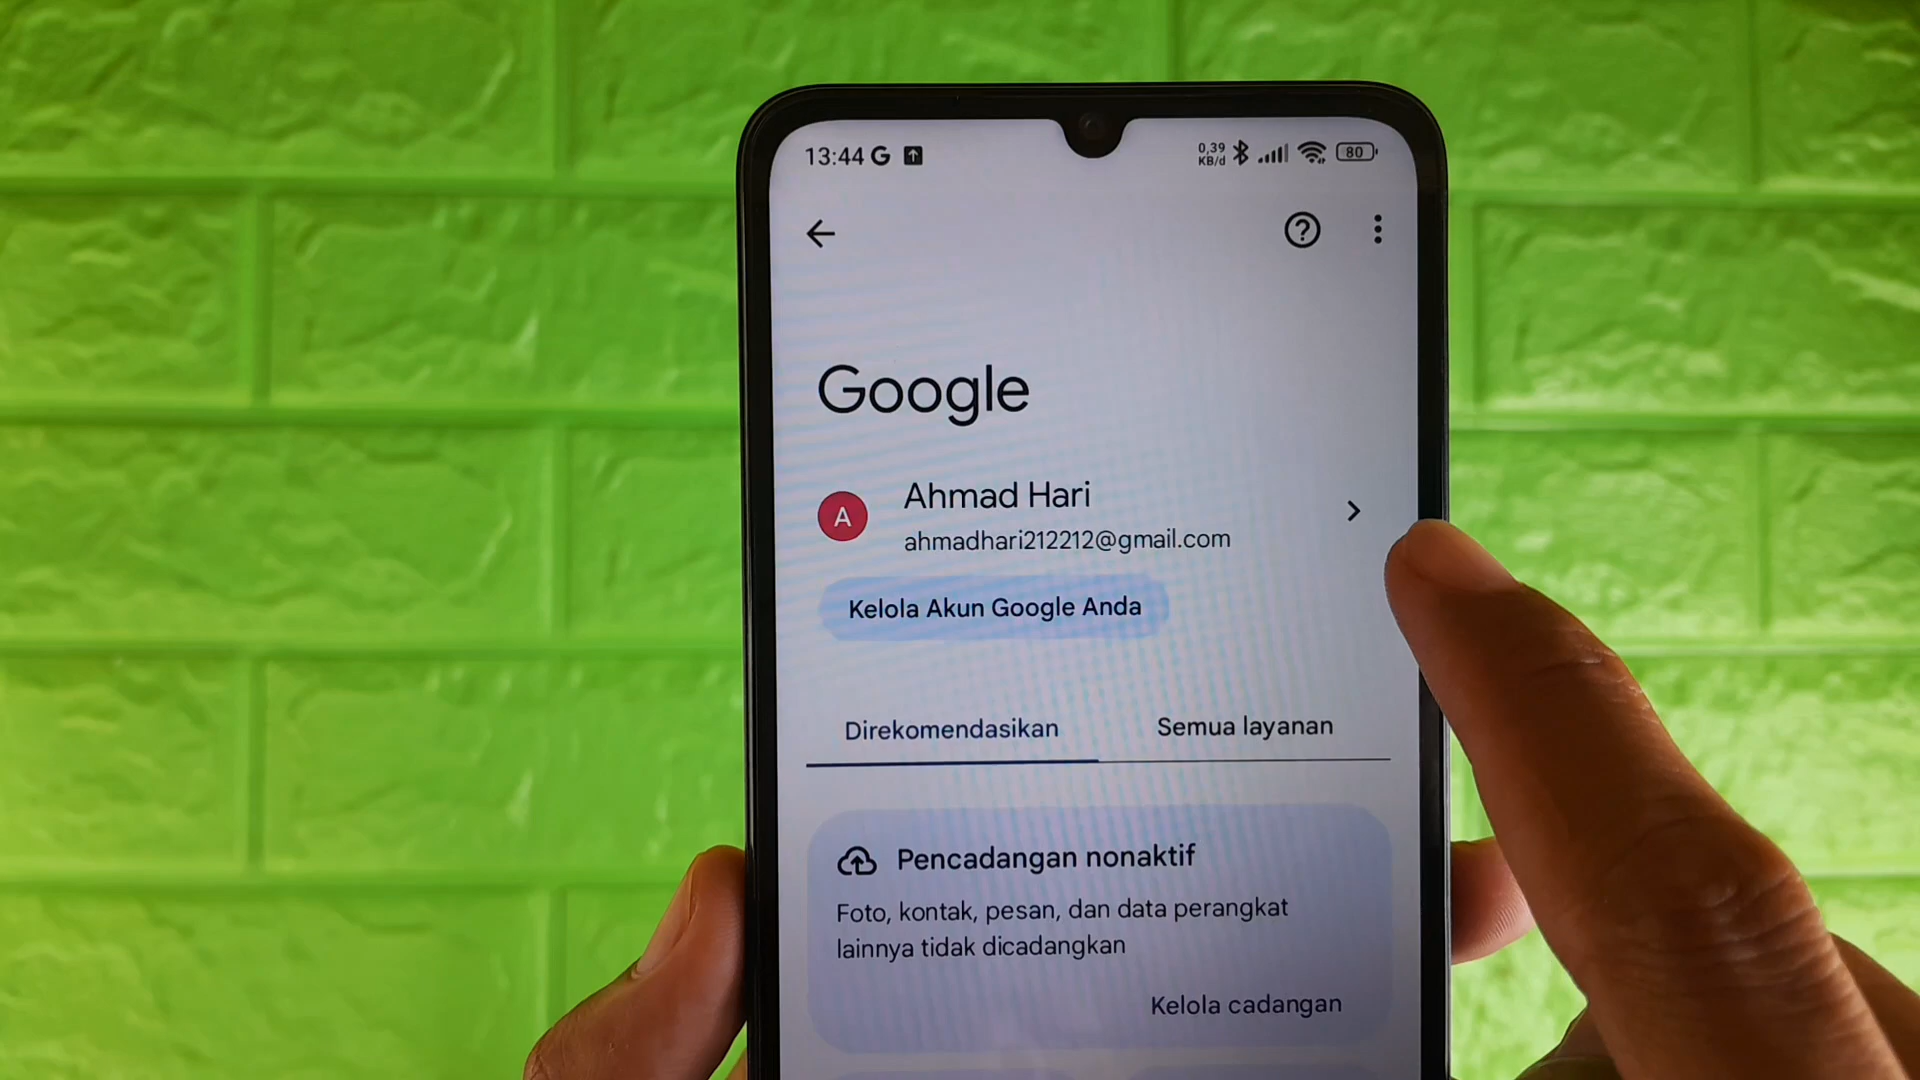 13:44 G
0,39
KB/d
80
Google
A
Ahmad Hari
ahmadhari212212@gmail.com
Kelola Akun Google Anda
Direkomendasikan
Semua layanan
Pencadangan nonaktif
Foto, kontak, pesan, dan data perangkat
lainnya tidak dicadangkan
Kelola cadangan